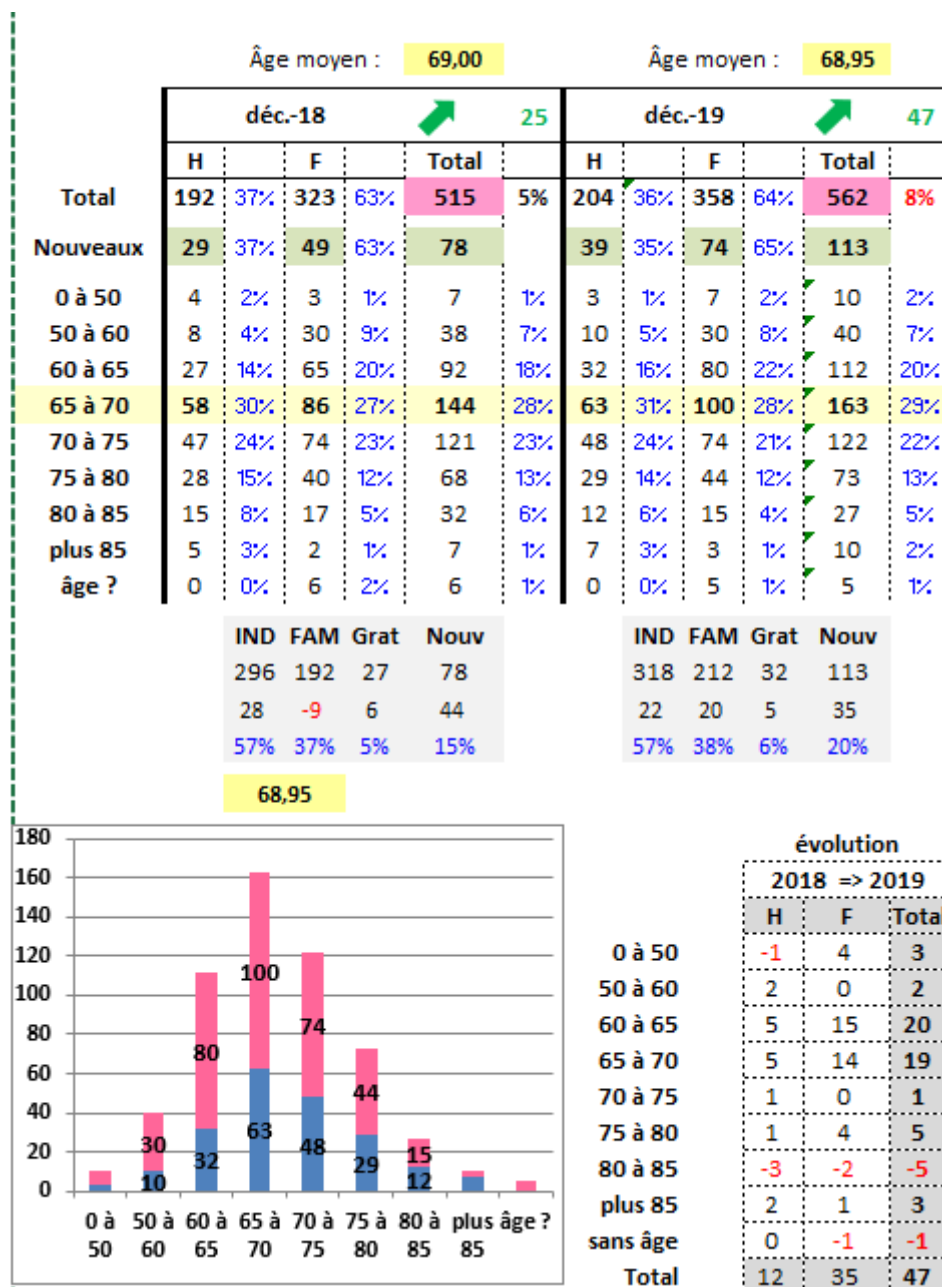 Âge moyen : 69,00 Âge moyen : 68,95
déc.-18 25 déc.-19 47
H F Total H F Total
Total 192 37% 323 63% 515 5% 204 36% 358 64% 562 8%
Nouveaux 29 37% 49 63% 78 39 35% 74 65% 113
0 à 50 4 2% 3 1% 7 1% 3 1% 7 2% 10 2%
50 à 60 8 4% 30 9% 38 7% 10 5% 30 8% 40 7%
60 à 65 27 14% 65 20% 92 18% 32 16% 80 22% 112 20%
65 à 70 58 30% 86 27% 144 28% 63 31% 100 28% 163 29%
70 à 75 47 24% 74 23% 121 23% 48 24% 74 21% 122 22%
75 à 80 28 15% 40 12% 68 13% 29 14% 44 12% 73 13%
80 à 85 15 8% 17 5% 32 6% 12 6% 15 4% 27 5%
plus 85 5 3% 2 1% 7 1% 7 3% 3 1% 10 2%
âge ? 0 0% 6 2% 6 1% 0 0% 5 1% 5 1%
IND FAM Grat Nouv IND FAM Grat Nouv
296 192 27 78 318 212 32 113
28 -9 6 44 22 20 5 35
57% 37% 5% 15% 57% 38% 6% 20%
68,95
180
160
140
120
100
80
60
40
20
0
100
80 74
44
30 15
63 48
32 29
10 12
0 à 50 à 60 à 65 à 70 à 75 à 80 à plus âge ?
50 60 65 70 75 80 85 85
évolution
2018 => 2019
H F Total
0 à 50 -1 4 3
50 à 60 2 0 2
60 à 65 5 15 20
65 à 70 5 14 19
70 à 75 1 0 1
75 à 80 1 4 5
80 à 85 -3 -2 -5
plus 85 2 1 3
sans âge 0 -1 -1
Total 12 35 47